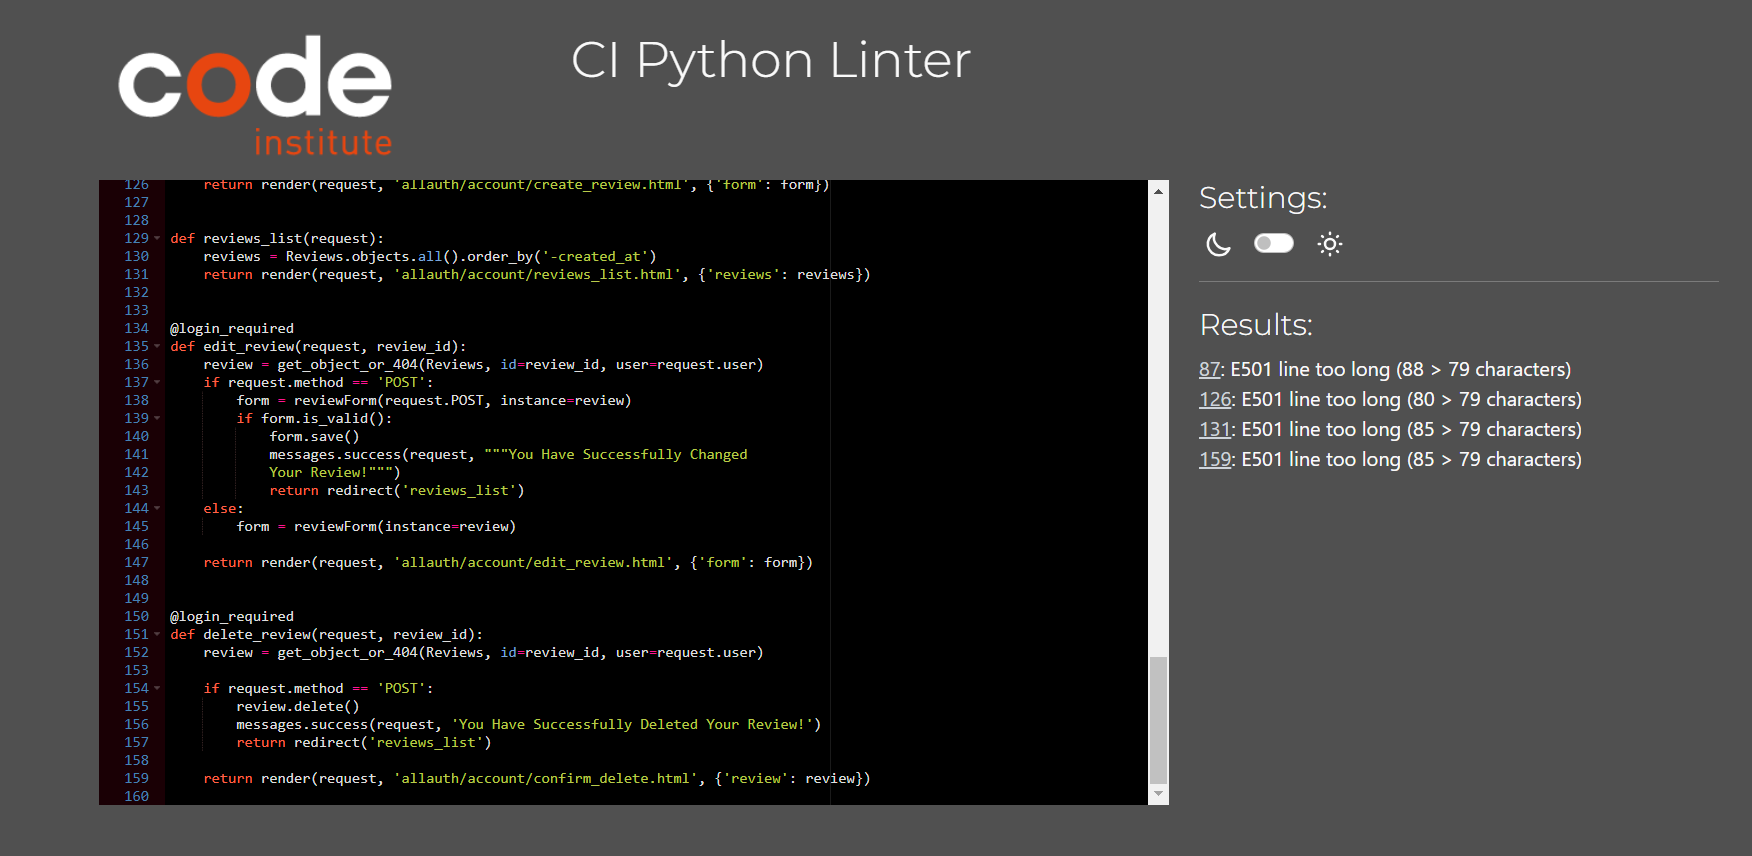 code
institute
CI Python Linter
126 return render(request, 'allauth/account/create_review.html', {'form': form})
127
128
129 def reviews_list(request):
130 reviews = Reviews.objects.all().order_by('-created_at')
131 return render(request, 'allauth/account/reviews_list.html', {'reviews': reviews})
132
133
134 @login_required
135 def edit_review(request, review_id):
136 review = get_object_or_404(Reviews, id=review_id, user=request.user)
137 if request.method == 'POST':
138 form = reviewForm(request.POST, instance=review)
139 if form.is_valid():
140 form.save()
141 messages.success(request, """You Have Successfully Changed
142 Your Review!""")
143 return redirect('reviews_list')
144 else:
145 form = reviewForm(instance=review)
146
147 return render(request, 'allauth/account/edit_review.html', {'form': form})
148
149
150 @login_required
151 def delete_review(request, review_id):
152 review = get_object_or_404(Reviews, id=review_id, user=request.user)
153
154 if request.method == 'POST':
155 review.delete()
156 messages.success(request, 'You Have Successfully Deleted Your Review!')
157 return redirect('reviews_list')
158
159 return render(request, 'allauth/account/confirm_delete.html', {'review': review})
160
Settings:
Results:
87: E501 line too long (88 > 79 characters)
126: E501 line too long (80 > 79 characters)
131: E501 line too long (85 > 79 characters)
159: E501 line too long (85 > 79 characters)